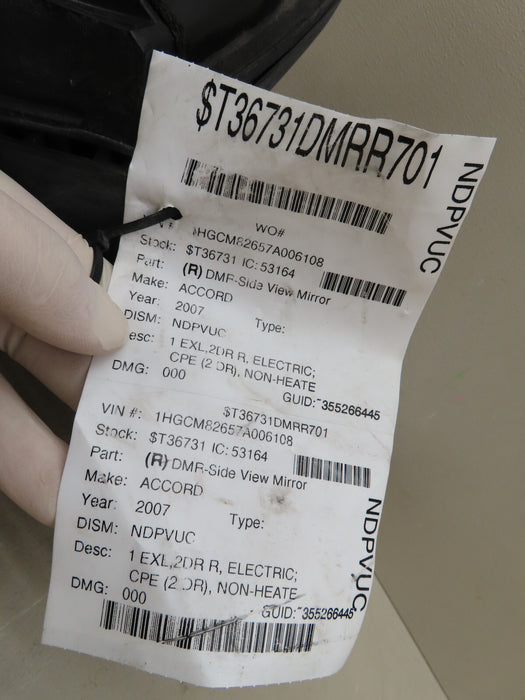 $T36731DMRR701
NDPVUC
WO#
VIN #: 1HGCM82657A006108
Stock: $T36731 IC: 53164
Part: (R) DMR-Side View Mirror
Make: ACCORD
Year: 2007 Type:
DISM: NDPVUC
Desc: 1 EXL,2DR R, ELECTRIC;
CPE (2 DR), NON-HEATE
DMG: 000
GUID: 355266445
$T36731DMRR701
VIN #: 1HGCM82657A006108
Stock: $T36731 IC: 53164
Part: (R) DMR-Side View Mirror
Make: ACCORD
Year: 2007 Type:
DISM: NDPVUC
NDPVUC
Desc: 1 EXL,2DR R, ELECTRIC;
CPE (2 DR), NON-HEATE
DMG: 000
GUID: 355266445